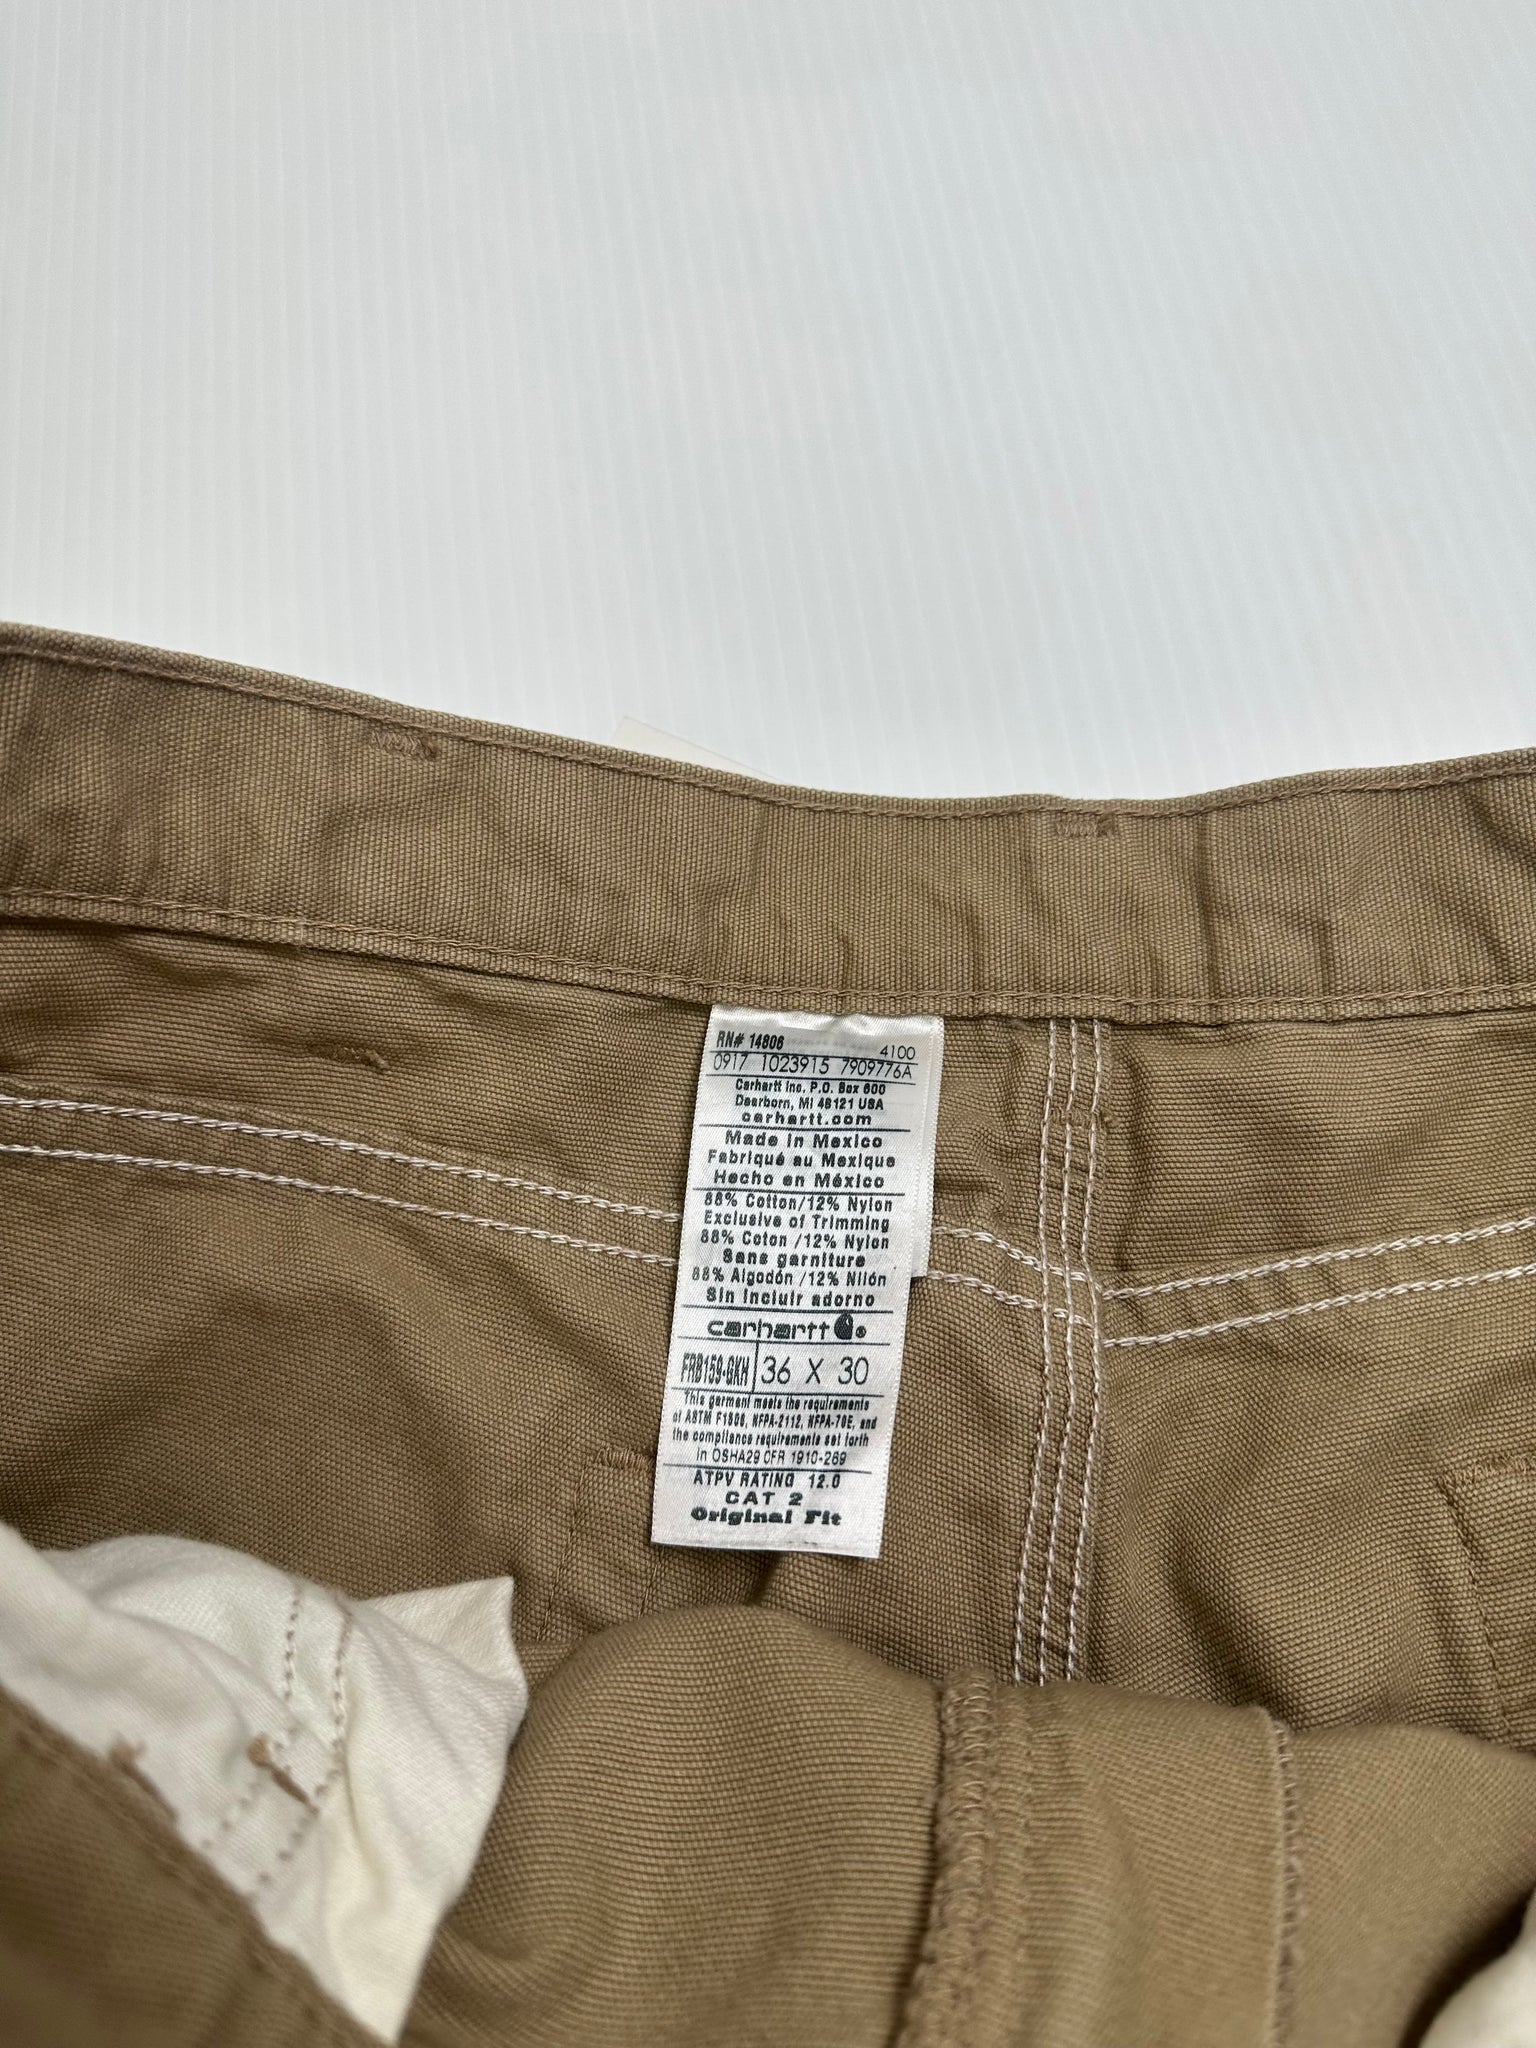 RN# 14806
4100
0917 1023915 7909776A
Carhartt Inc. P.O. Box 600
Dearborn, MI 48121 USA
carhartt.com
Made in Mexico
Fabriqué au Mexique
Hecho en México
88% Cotton/12% Nylon
Exclusive of Trimming
88% Coton /12% Nylon
Sans garniture
88% Algodón /12% Nilón
Sin incluir adorno
carhartt ®
FRB159-GKH 36 X 30
This garment meets the requirements
of ASTM F1506, NFPA-2112, NFPA-70E, and
the compliance requirements set forth
in OSHA29 CFR 1910-269
ATPV RATING 12.0
CAT 2
Original Fit